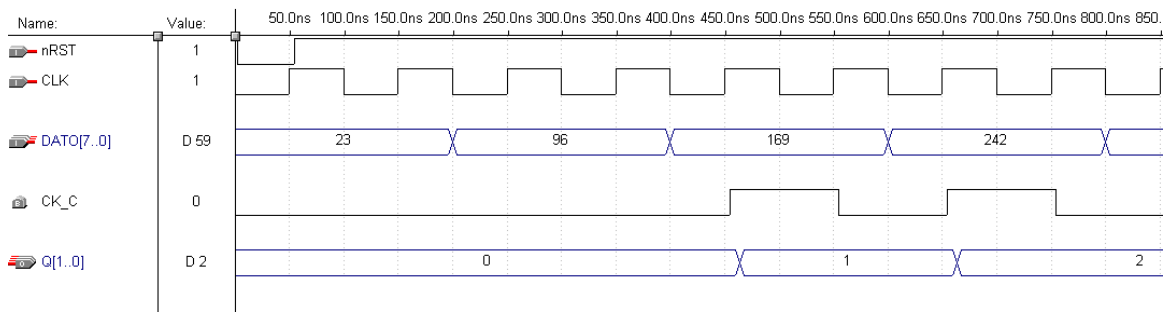 Name: Value: 50.0ns 100.0ns 150.0ns 200.0ns 250.0ns 300.0ns 350.0ns 400.0ns 450.0ns 500.0ns 550.0ns 600.0ns 650.0ns 700.0ns 750.0ns 800.0ns 850.
nRST 1
CLK 1
DATO[7..0] D 59 23 96 169 242
CK_C 0
Q[1..0] D 2 0 1 2